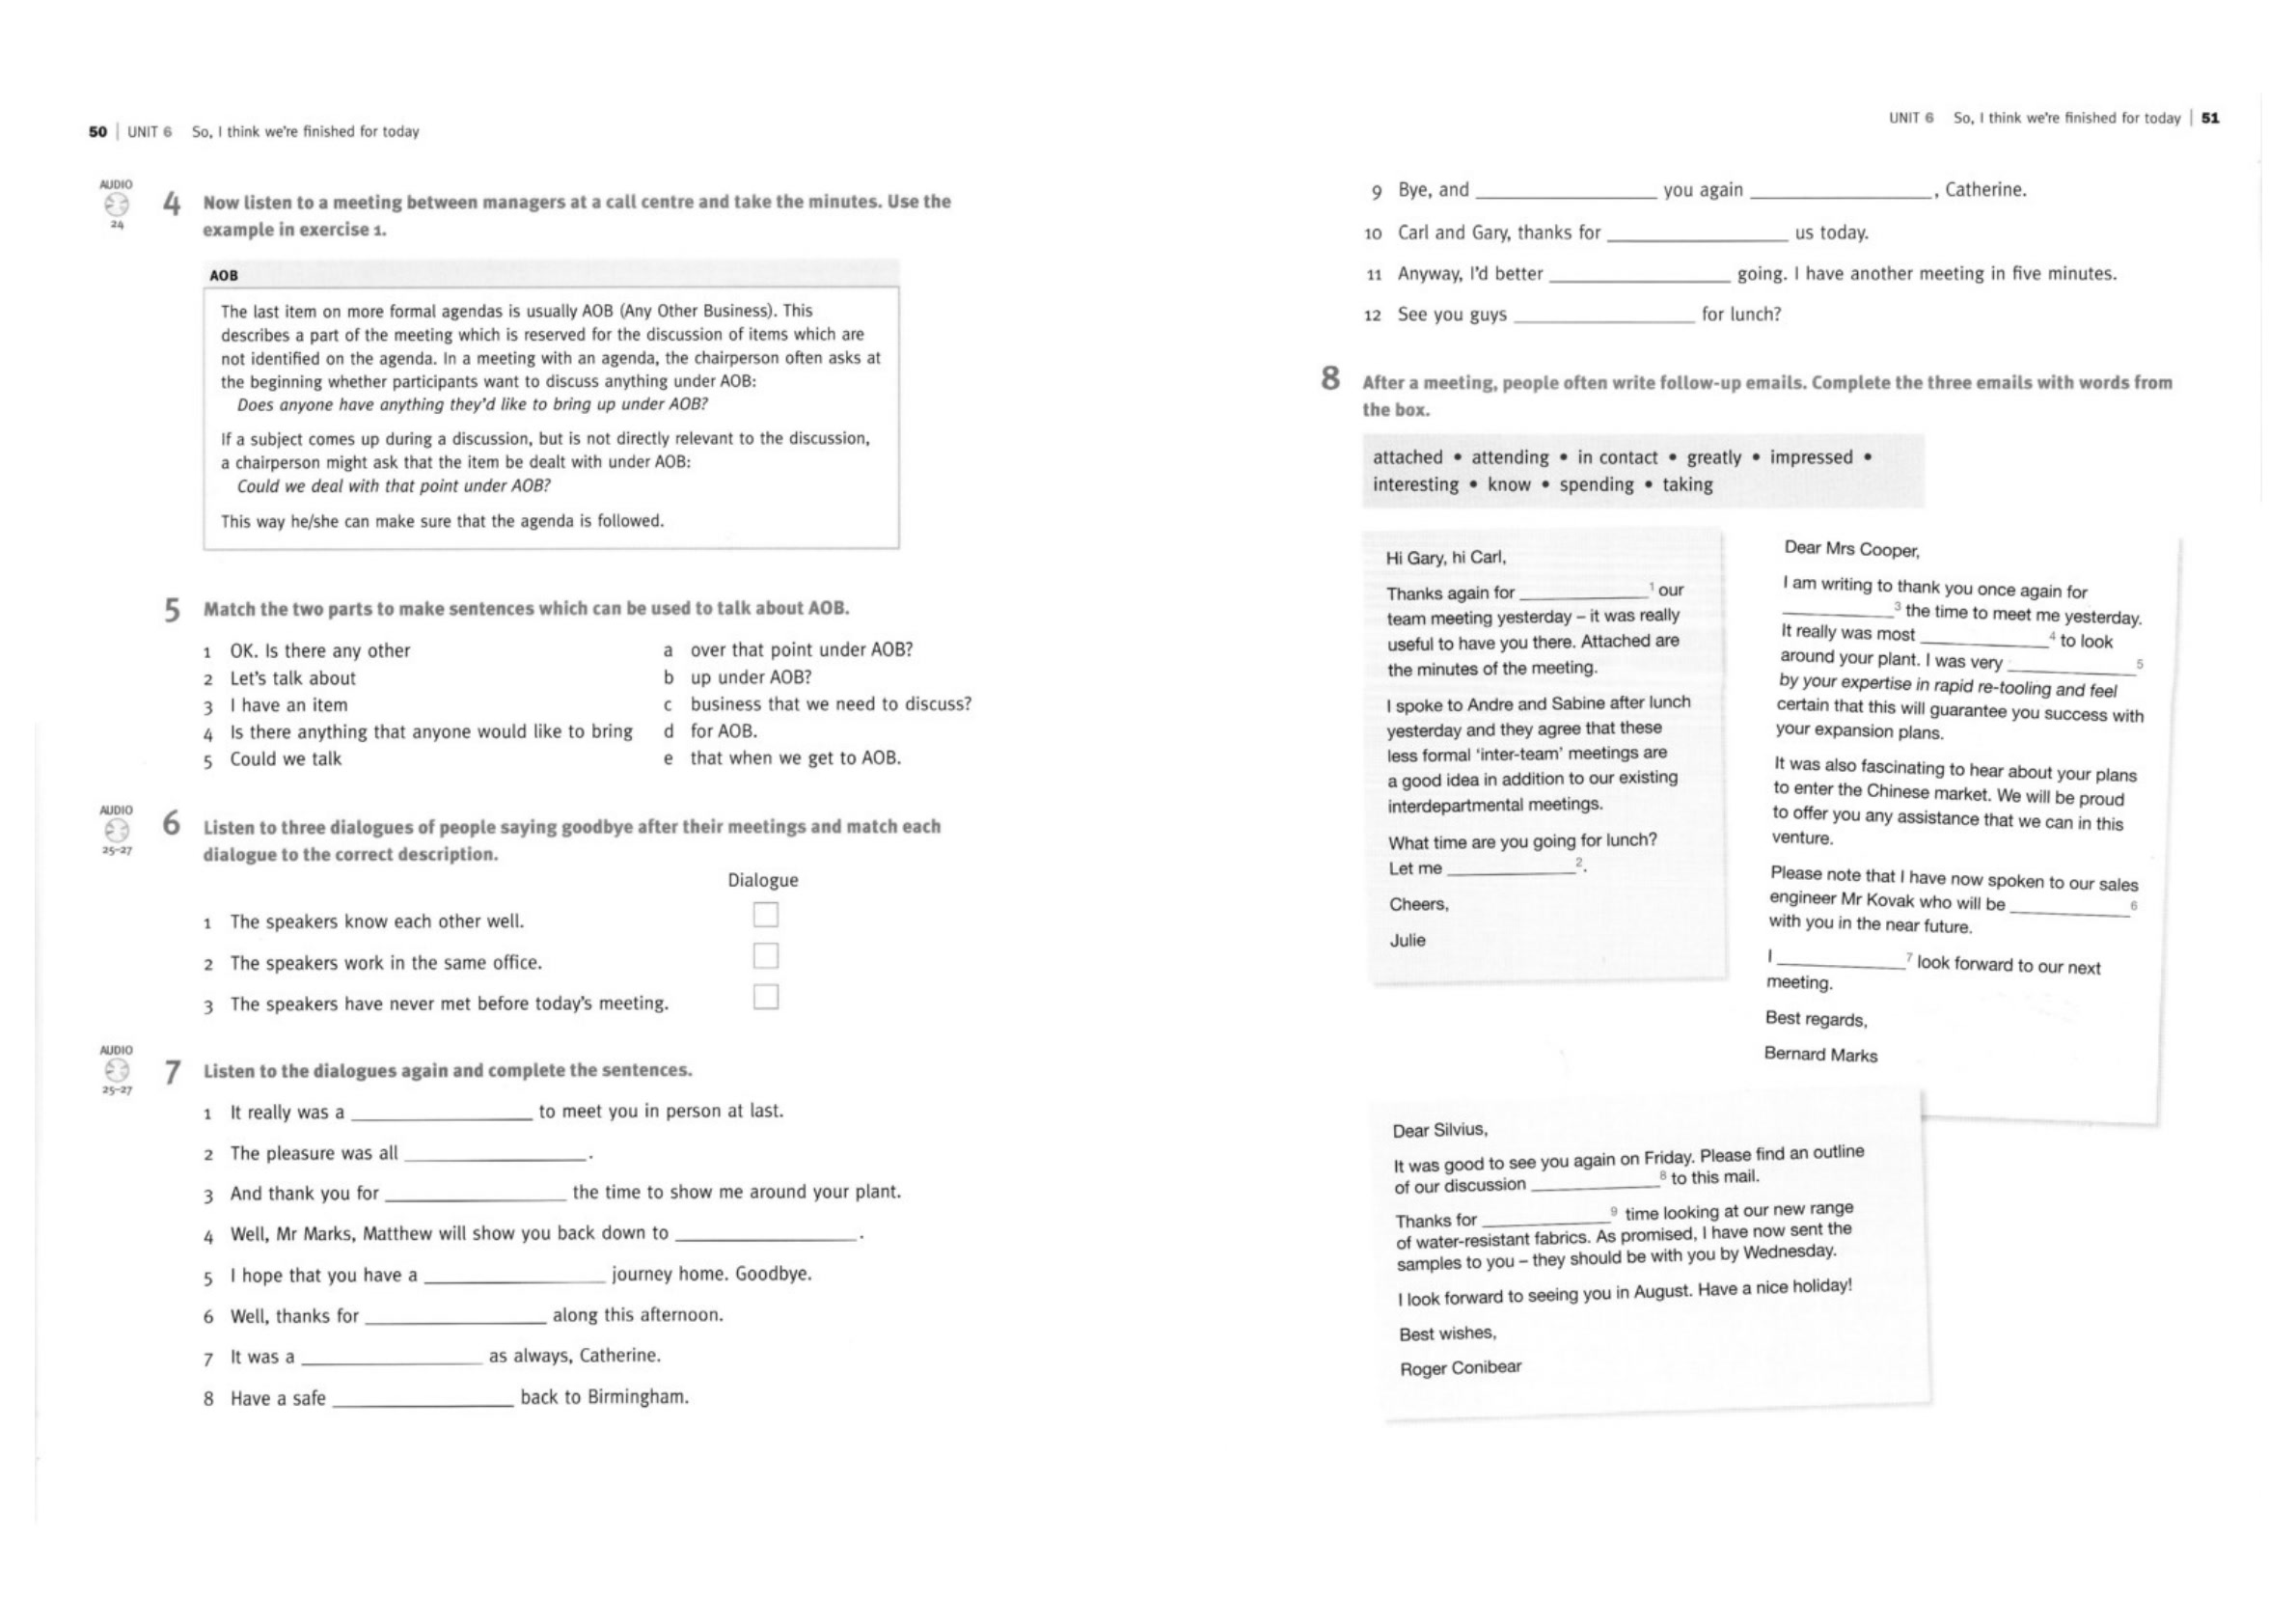 50 | UNIT 6 So, I think we're finished for today
AUDIO
24
4 Now listen to a meeting between managers at a call centre and take the minutes. Use the
example in exercise 1.
AOB
The last item on more formal agendas is usually AOB (Any Other Business). This
describes a part of the meeting which is reserved for the discussion of items which are
not identified on the agenda. In a meeting with an agenda, the chairperson often asks at
the beginning whether participants want to discuss anything under AOB:
Does anyone have anything they'd like to bring up under AOB?
If a subject comes up during a discussion, but is not directly relevant to the discussion,
a chairperson might ask that the item be dealt with under AOB:
Could we deal with that point under AOB?
This way he/she can make sure that the agenda is followed.
5 Match the two parts to make sentences which can be used to talk about AOB.
1 OK. Is there any other a over that point under AOB?
2 Let's talk about b up under AOB?
3 I have an item c business that we need to discuss?
4 Is there anything that anyone would like to bring d for AOB.
5 Could we talk e that when we get to AOB.
AUDIO
25–27
6 Listen to three dialogues of people saying goodbye after their meetings and match each
dialogue to the correct description.
Dialogue
1 The speakers know each other well.
2 The speakers work in the same office.
3 The speakers have never met before today's meeting.
AUDIO
25–27
7 Listen to the dialogues again and complete the sentences.
1 It really was a ____________ to meet you in person at last.
2 The pleasure was all ____________.
3 And thank you for ____________ the time to show me around your plant.
4 Well, Mr Marks, Matthew will show you back down to ____________.
5 I hope that you have a ____________ journey home. Goodbye.
6 Well, thanks for ____________ along this afternoon.
7 It was a ____________ as always, Catherine.
8 Have a safe ____________ back to Birmingham.
UNIT 6 So, I think we're finished for today | 51
9 Bye, and ____________ you again ____________, Catherine.
10 Carl and Gary, thanks for ____________ us today.
11 Anyway, I'd better ____________ going. I have another meeting in five minutes.
12 See you guys ____________ for lunch?
8 After a meeting, people often write follow-up emails. Complete the three emails with words from
the box.
attached • attending • in contact • greatly • impressed •
interesting • know • spending • taking
Hi Gary, hi Carl,
Thanks again for ____________ 1 our
team meeting yesterday – it was really
useful to have you there. Attached are
the minutes of the meeting.
I spoke to Andre and Sabine after lunch
yesterday and they agree that these
less formal 'inter-team' meetings are
a good idea in addition to our existing
interdepartmental meetings.
What time are you going for lunch?
Let me ____________ 2.
Cheers,
Julie
Dear Mrs Cooper,
I am writing to thank you once again for
____________ 3 the time to meet me yesterday.
It really was most ____________ 4 to look
around your plant. I was very ____________ 5
by your expertise in rapid re-tooling and feel
certain that this will guarantee you success with
your expansion plans.
It was also fascinating to hear about your plans
to enter the Chinese market. We will be proud
to offer you any assistance that we can in this
venture.
Please note that I have now spoken to our sales
engineer Mr Kovak who will be ____________ 6
with you in the near future.
I ____________ 7 look forward to our next
meeting.
Best regards,
Bernard Marks
Dear Silvius,
It was good to see you again on Friday. Please find an outline
of our discussion ____________ 8 to this mail.
Thanks for ____________ 9 time looking at our new range
of water-resistant fabrics. As promised, I have now sent the
samples to you – they should be with you by Wednesday.
I look forward to seeing you in August. Have a nice holiday!
Best wishes,
Roger Conibear